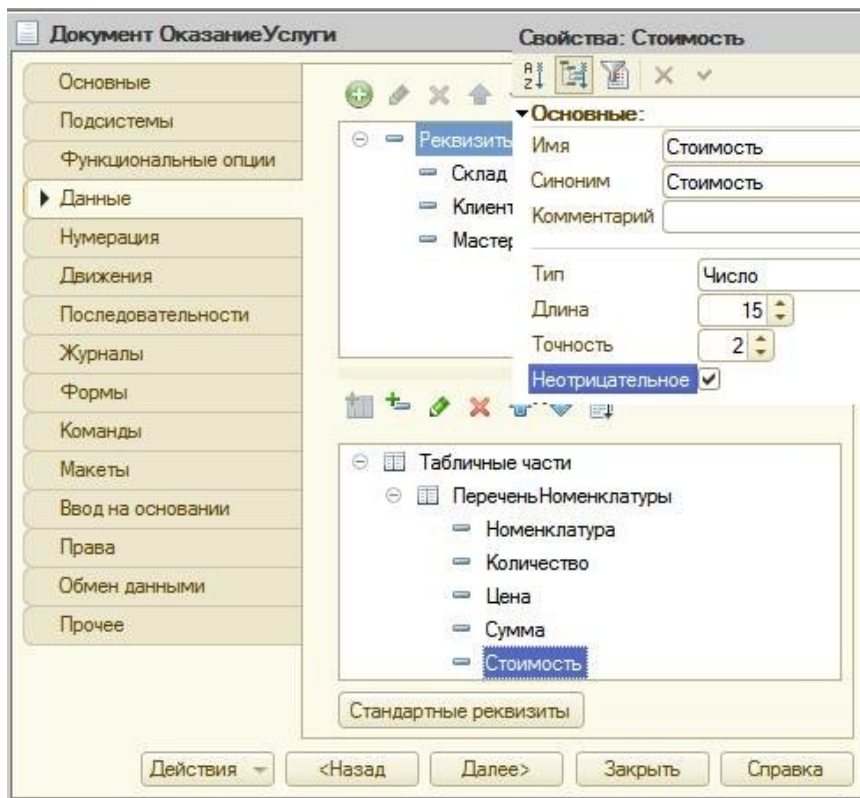 Документ ОказаниеУслуги
Основные
Подсистемы
Функциональные опции
Данные
Нумерация
Движения
Последовательности
Журналы
Формы
Команды
Макеты
Ввод на основании
Права
Обмен данными
Прочее
Реквизиты
Склад
Клиент
Мастер
Свойства: Стоимость
Основные:
Имя Стоимость
Синоним Стоимость
Комментарий
Тип Число
Длина 15
Точность 2
Неотрицательное
Табличные части
ПереченьНоменклатуры
Номенклатура
Количество
Цена
Сумма
Стоимость
Стандартные реквизиты
Действия <Назад Далее> Закрыть Справка